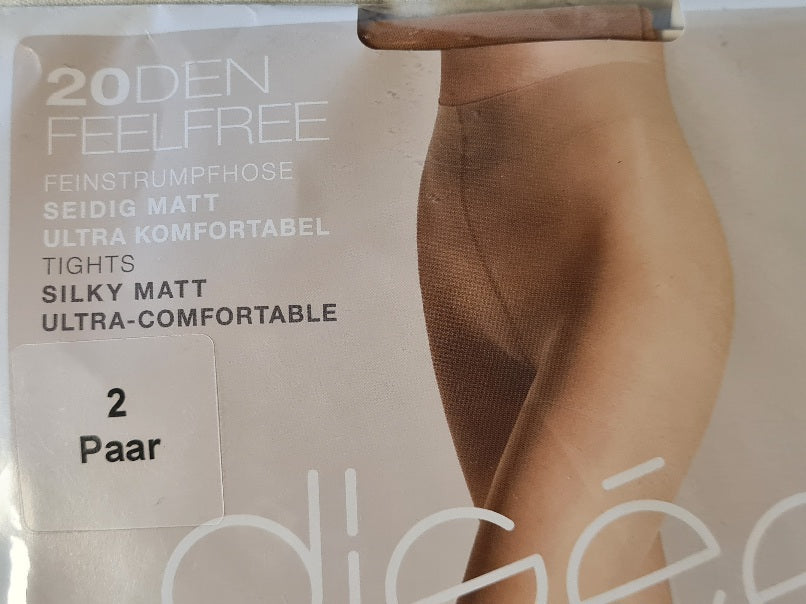 20DEN
FEELFREE
FEINSTRUMPFHOSE
SEIDIG MATT
ULTRA KOMFORTABEL
TIGHTS
SILKY MATT
ULTRA-COMFORTABLE
2
Paar